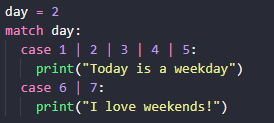 day = 2
match day:
  case 1 | 2 | 3 | 4 | 5:
    print("Today is a weekday")
  case 6 | 7:
    print("I love weekends!")